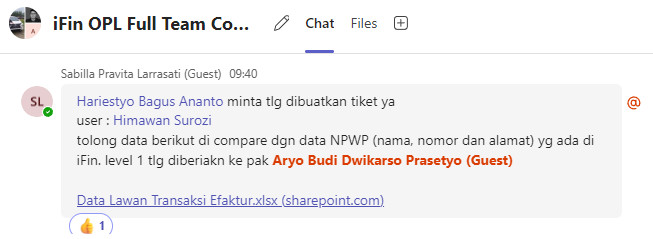 iFin OPL Full Team Co...
Chat
Files
Sabilla Pravita Larrasati (Guest) 09:40
SL
Hariestyo Bagus Ananto minta tlg dibuatkan tiket ya
@
user : Himawan Surozi
tolong data berikut di compare dgn data NPWP (nama, nomor dan alamat) yg ada di
iFin. level 1 tlg diberiakn ke pak Aryo Budi Dwikarso Prasetyo (Guest)
Data Lawan Transaksi Efaktur.xlsx (sharepoint.com)
👍 1